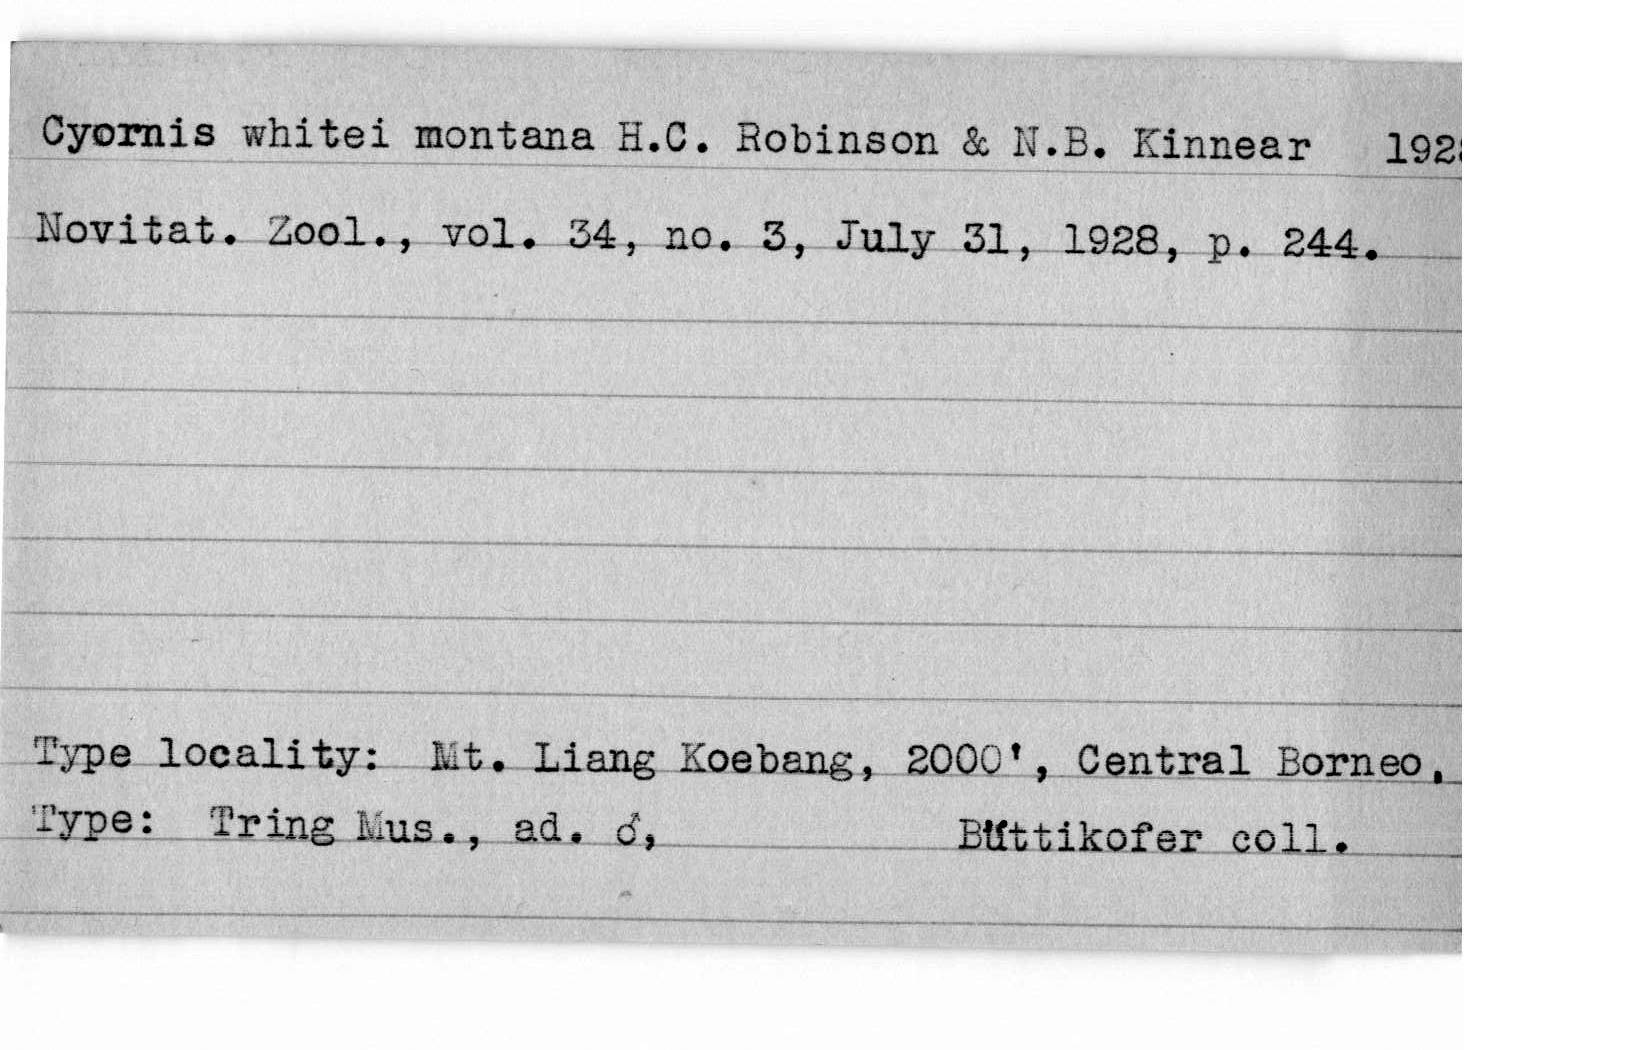 Cyornis whitei montana H.C. Robinson & N.B. Kinnear 1928
Novitat. Zool., vol. 34, no. 3, July 31, 1928, p. 244.
Type locality: Mt. Liang Koebang, 2000', Central Borneo.
Type: Tring Mus., ad. ♂, Büttikofer coll.